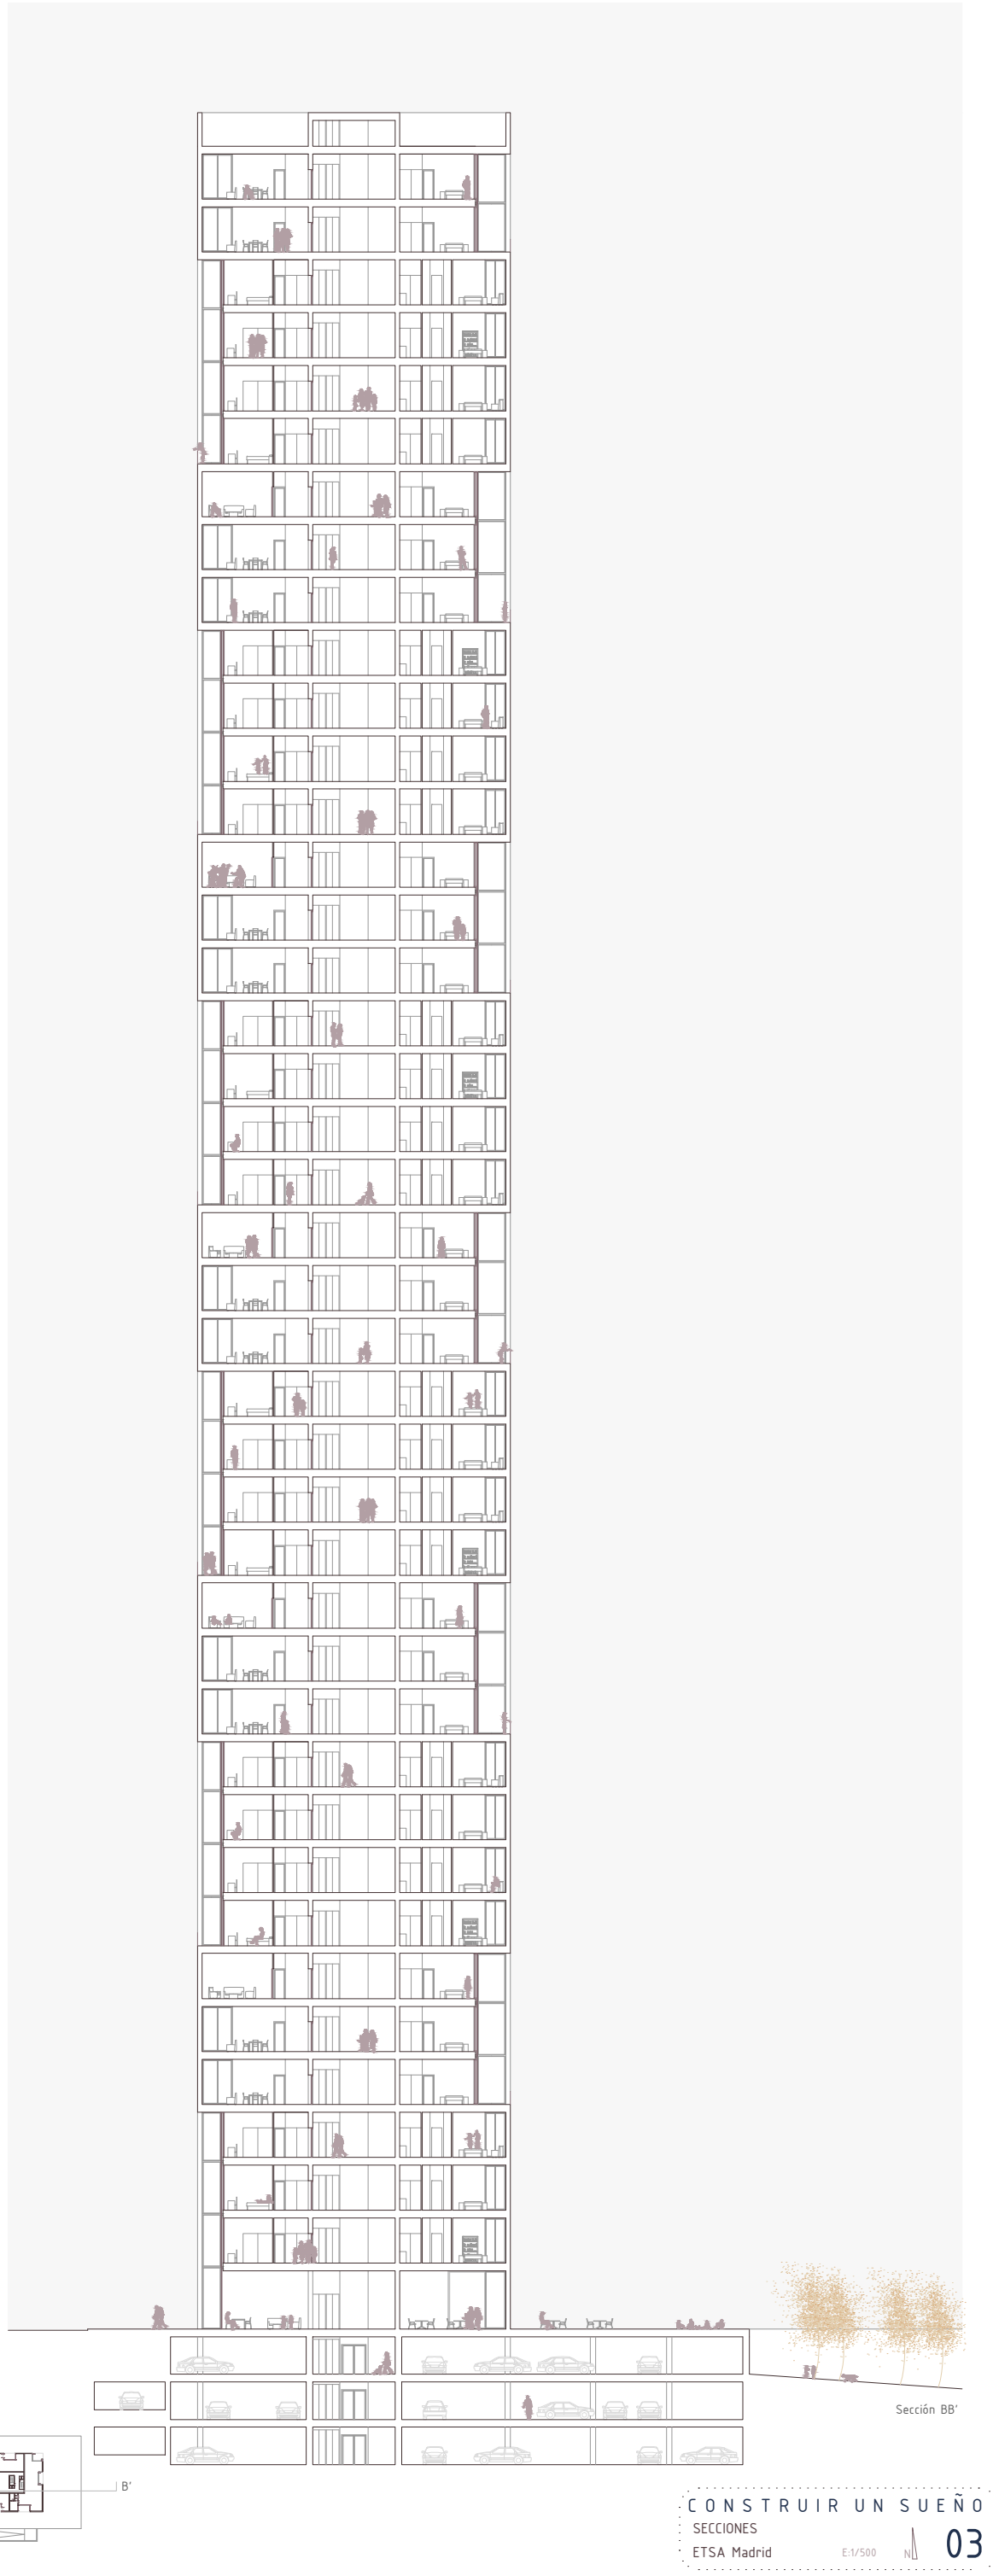 Sección BB'
B'
CONSTRUIR UN SUEÑO
SECCIONES
ETSA Madrid
E:1/500
N
03